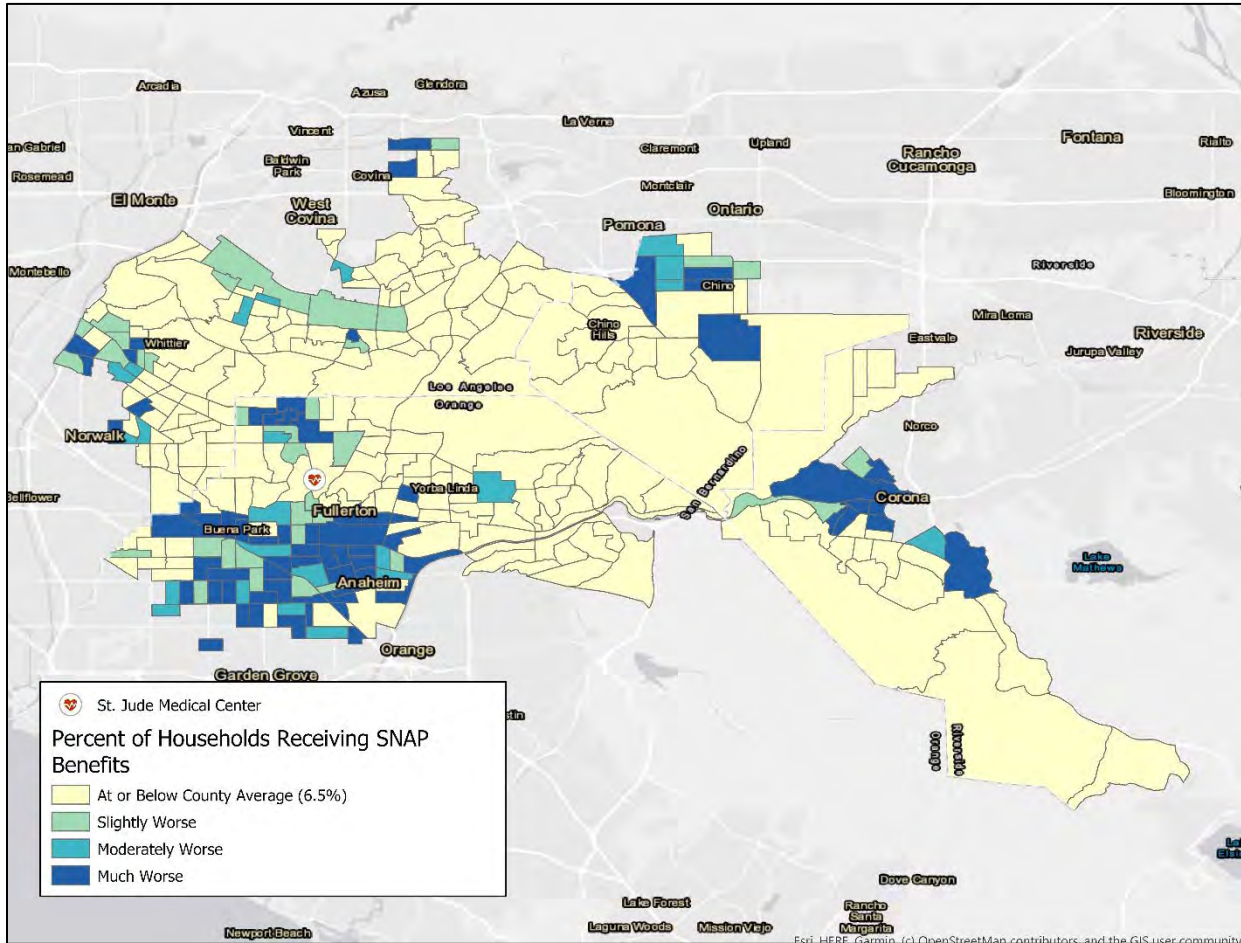 Arcadia
Azusa
Glendora
Vincent
La Verne
Fontana
an Gabriel
Baldwin
Park
Claremont
Upland
Rancho
Cucamonga
Rialto
Rosemead
Covina
Montclair
Bloomington
El Monte
West
Covina
Ontario
Pomona
Montebello
Riverside
Chino
Mira Loma
Chino
Hills
Eastvale
Riverside
Whittier
Jurupa Valley
Los Angeles
Orange
Norco
Norwalk
San Bernardino
Yorba Linda
Bellflower
Corona
Fullerton
Buena Park
Lake
Mathews
Anaheim
Orange
Garden Grove
St. Jude Medical Center
Percent of Households Receiving SNAP
Benefits
At or Below County Average (6.5%)
Slightly Worse
Moderately Worse
Much Worse
stin
Riverside
Orange
Dove Canyon
Lake Forest
Rancho
Santa
Margarita
Laguna Woods
Mission Viejo
Newport Beach
Esri, HERE, Garmin, (c) OpenStreetMap contributors, and the GIS user community